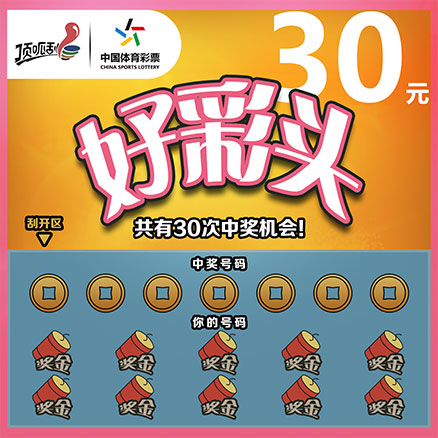 顶呱刮
中国体育彩票
CHINA SPORTS LOTTERY
30元
好彩头
共有30次中奖机会!
刮开区
中奖号码
你的号码
奖金 奖金 奖金 奖金 奖金
奖金 奖金 奖金 奖金 奖金